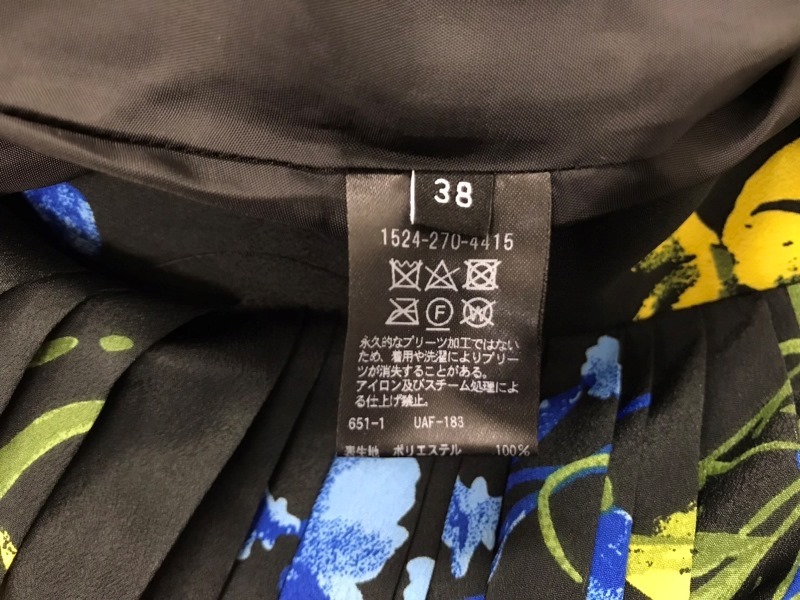 38
1524-270-4415
F W
永久的なプリーツ加工ではない
ため、着用や洗濯によりプリー
ツが消失することがある。
アイロン及びスチーム処理によ
る仕上げ禁止。
651-1 UAF-183
表生地 ポリエステル 100%